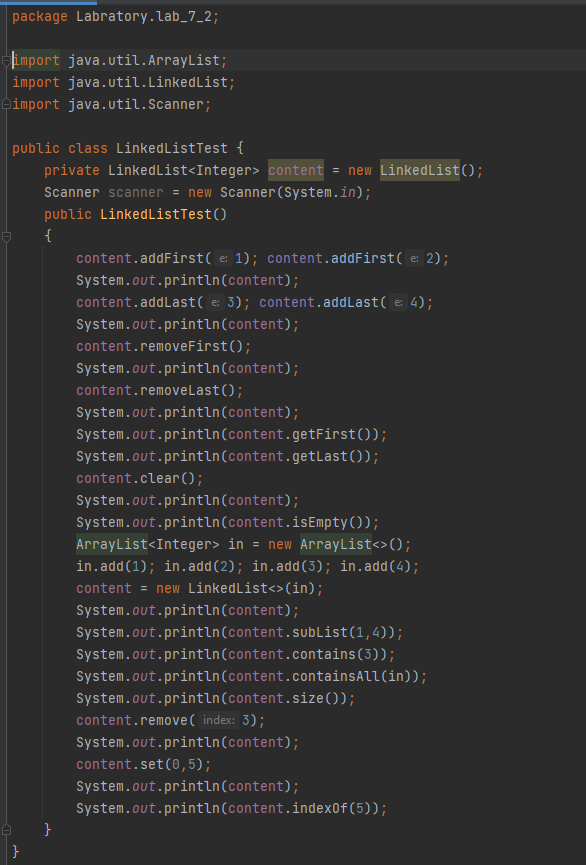 package Labratory.lab_7_2;
import java.util.ArrayList;
import java.util.LinkedList;
import java.util.Scanner;
public class LinkedListTest {
private LinkedList<Integer> content = new LinkedList();
Scanner scanner = new Scanner(System.in);
public LinkedListTest()
{
content.addFirst( e: 1); content.addFirst( e: 2);
System.out.println(content);
content.addLast( e: 3); content.addLast( e: 4);
System.out.println(content);
content.removeFirst();
System.out.println(content);
content.removeLast();
System.out.println(content);
System.out.println(content.getFirst());
System.out.println(content.getLast());
content.clear();
System.out.println(content);
System.out.println(content.isEmpty());
ArrayList<Integer> in = new ArrayList<>();
in.add(1); in.add(2); in.add(3); in.add(4);
content = new LinkedList<>(in);
System.out.println(content);
System.out.println(content.subList(1,4));
System.out.println(content.contains(3));
System.out.println(content.containsAll(in));
System.out.println(content.size());
content.remove( index: 3);
System.out.println(content);
content.set(0,5);
System.out.println(content);
System.out.println(content.indexOf(5));
}
}